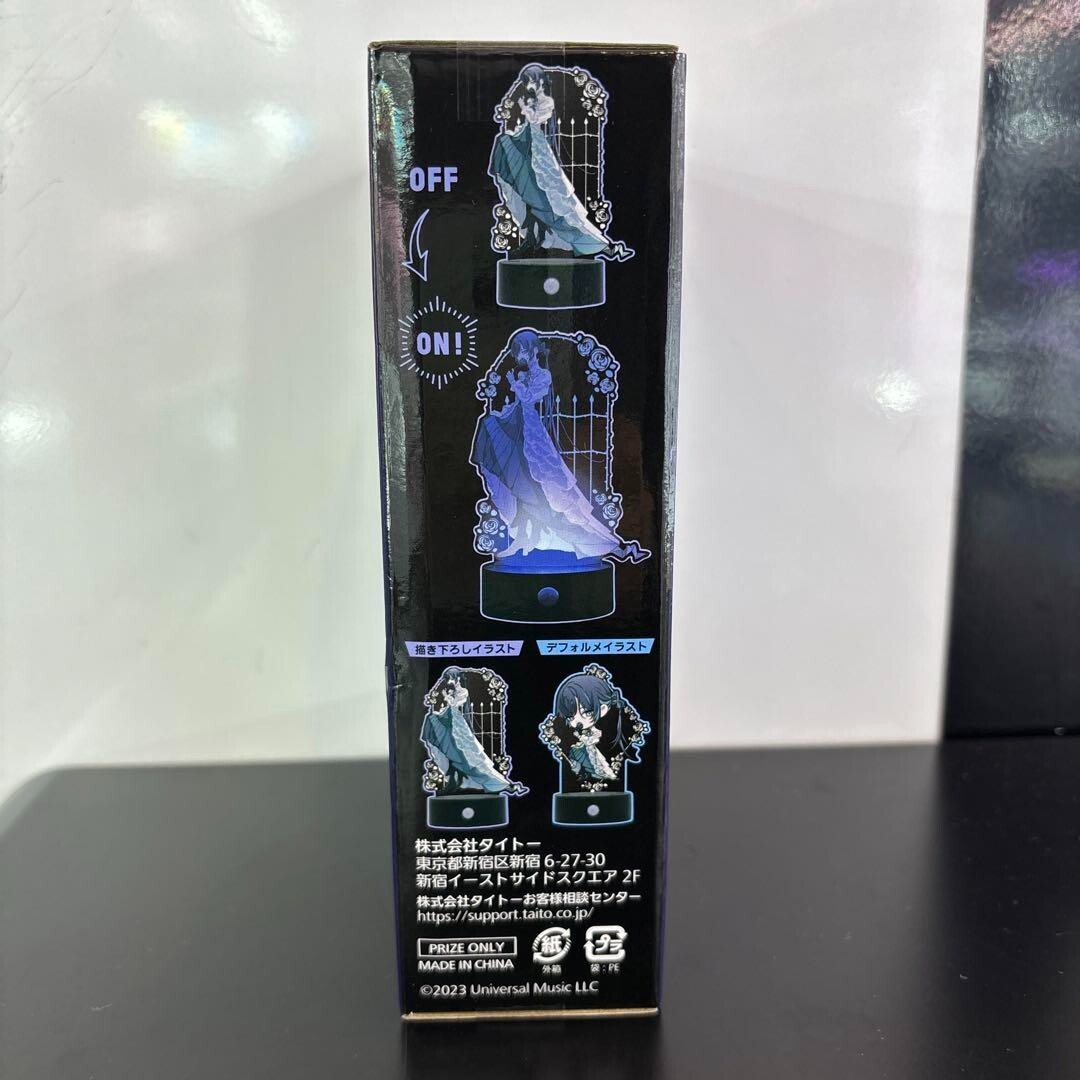 OFF
ON!
描き下ろしイラスト
デフォルメイラスト
株式会社タイトー
東京都新宿区新宿 6-27-30
新宿イーストサイドスクエア 2F
株式会社タイトーお客様相談センター
https://support.taito.co.jp/
PRIZE ONLY
MADE IN CHINA
紙
外箱
プラ
袋:PE
©2023 Universal Music LLC